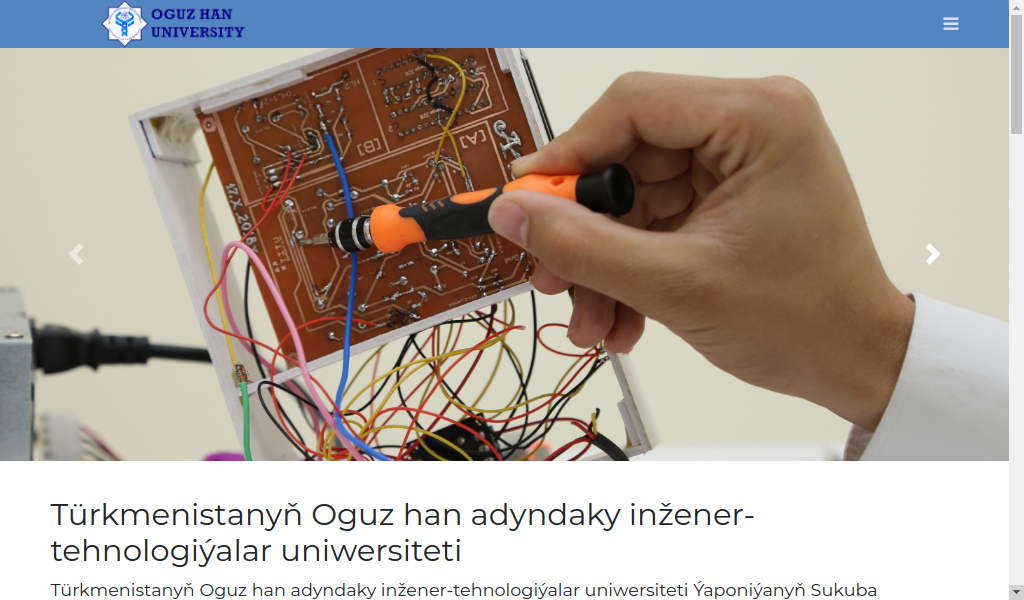 OGUZ HAN
UNIVERSITY
[A]
[B]
Türkmenistanyň Oguz han adyndaky inžener-
tehnologiýalar uniwersiteti
Türkmenistanyň Oguz han adyndaky inžener-tehnologiýalar uniwersiteti Ýaponiýanyň Sukuba